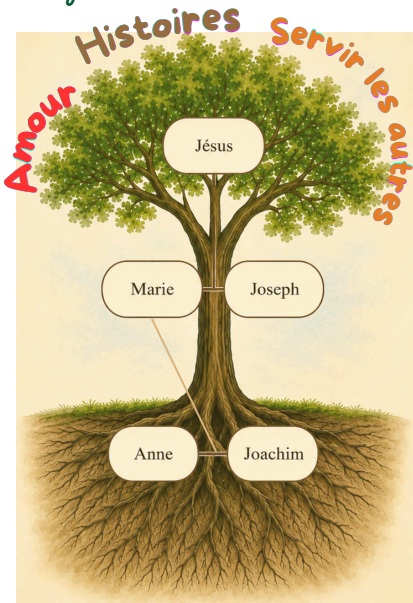 Amour
Histoires
Servir les autres
Jésus
Marie
Joseph
Anne
Joachim